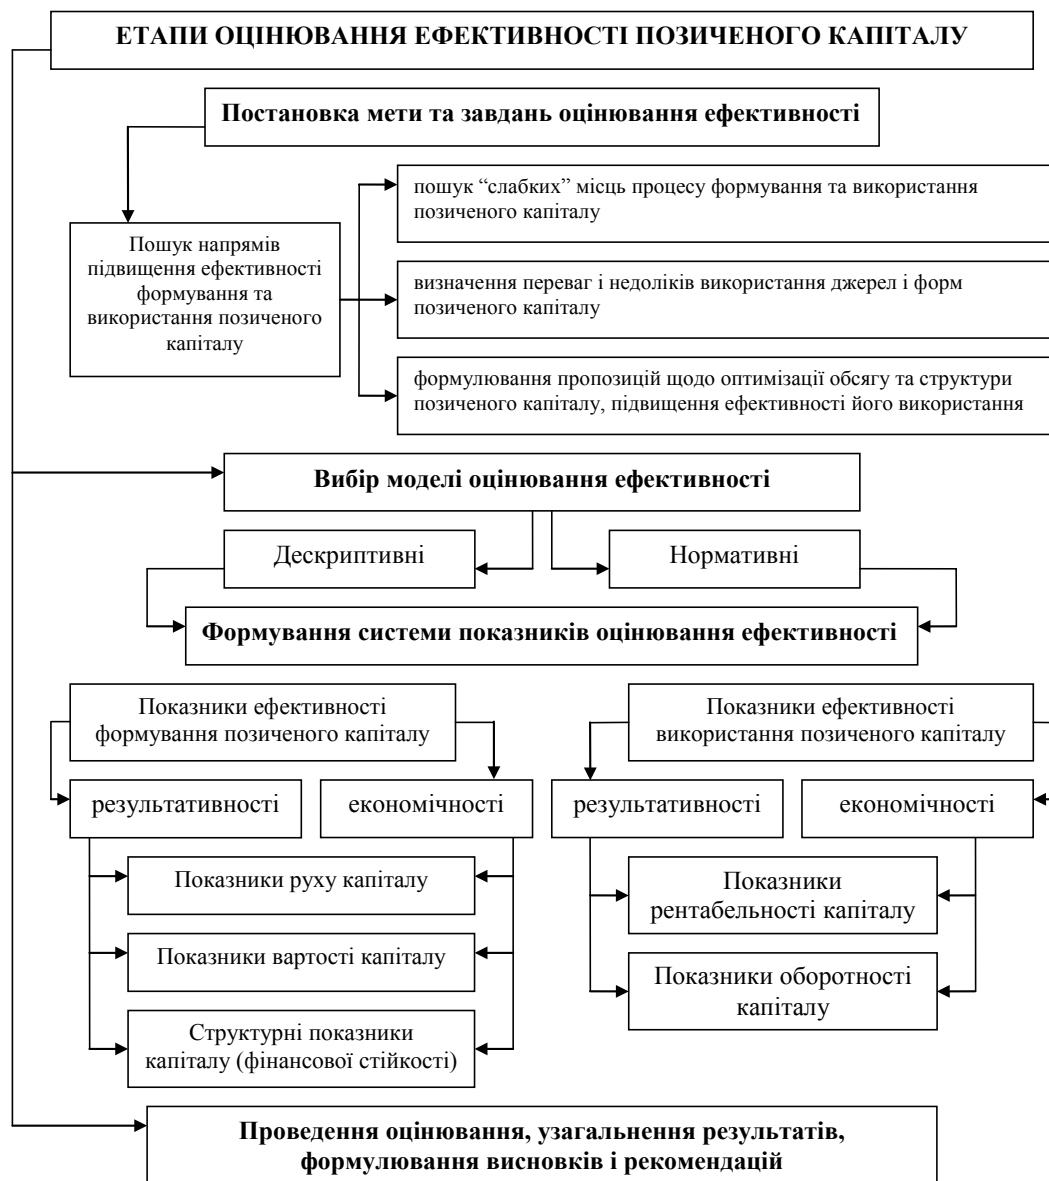 ЕТАПИ ОЦІНЮВАННЯ ЕФЕКТИВНОСТІ ПОЗИЧЕНОГО КАПІТАЛУ
Постановка мети та завдань оцінювання ефективності
Пошук напрямів
підвищення ефективності
формування та
використання позиченого
капіталу
пошук “слабких” місць процесу формування та використання
позиченого капіталу
визначення переваг і недоліків використання джерел і форм
позиченого капіталу
формулювання пропозицій щодо оптимізації обсягу та структури
позиченого капіталу, підвищення ефективності його використання
Вибір моделі оцінювання ефективності
Дескриптивні
Нормативні
Формування системи показників оцінювання ефективності
Показники ефективності
формування позиченого капіталу
Показники ефективності
використання позиченого капіталу
результативності
економічності
результативності
економічності
Показники руху капіталу
Показники вартості капіталу
Структурні показники
капіталу (фінансової стійкості)
Показники
рентабельності капіталу
Показники оборотності
капіталу
Проведення оцінювання, узагальнення результатів,
формулювання висновків і рекомендацій